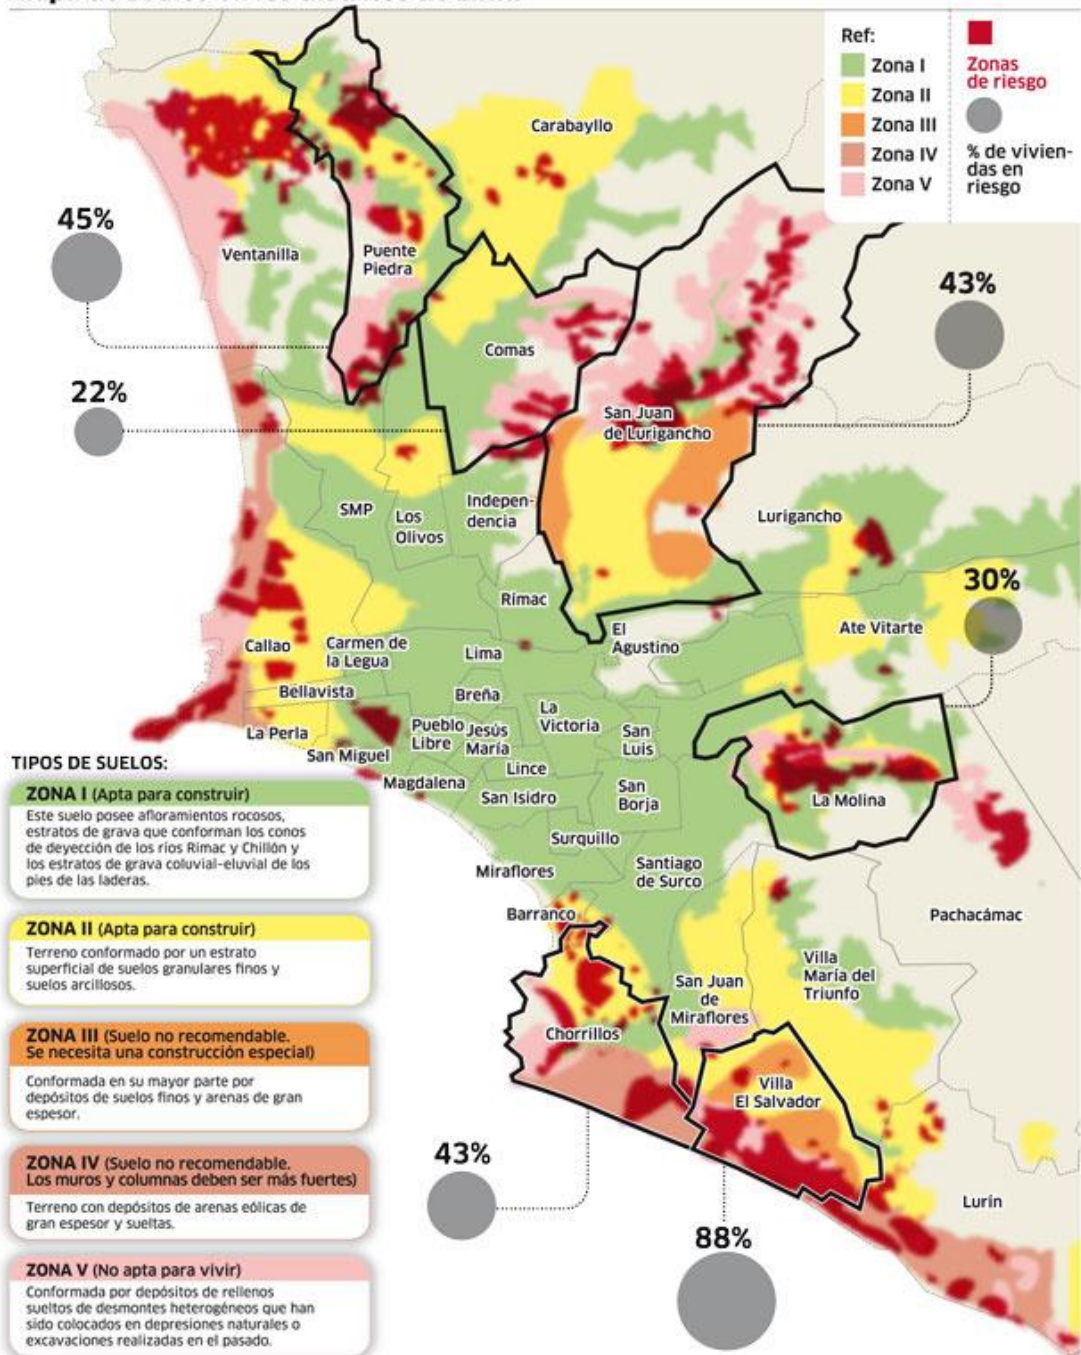 Ref:
Zona I
Zona II
Zona III
Zona IV
Zona V
Zonas
de riesgo
% de vivien-
das en
riesgo
Carabayllo
45%
Ventanilla
Puente
Piedra
43%
Comas
22%
San Juan
de Lurigancho
SMP
Los
Olivos
Indepen-
dencia
Lurigancho
30%
Rímac
El
Agustino
Ate Vitarte
Callao
Carmen de
la Legua
Lima
Bellavista
Breña
La
Victoria
La Perla
Pueblo
Libre
Jesús
María
San
Luis
San Miguel
Lince
Magdalena
San Isidro
San
Borja
La Molina
Surquillo
Miraflores
Santiago
de Surco
Barranco
Pachacámac
San Juan
de
Miraflores
Villa
María del
Triunfo
Chorrillos
Villa
El Salvador
43%
88%
Lurín
TIPOS DE SUELOS:
ZONA I (Apta para construir)
Este suelo posee afloramientos rocosos,
estratos de grava que conforman los conos
de deyección de los ríos Rímac y Chillón y
los estratos de grava coluvial-eluvial de los
pies de las laderas.
ZONA II (Apta para construir)
Terreno conformado por un estrato
superficial de suelos granulares finos y
suelos arcillosos.
ZONA III (Suelo no recomendable.
Se necesita una construcción especial)
Conformada en su mayor parte por
depósitos de suelos finos y arenas de gran
espesor.
ZONA IV (Suelo no recomendable.
Los muros y columnas deben ser más fuertes)
Terreno con depósitos de arenas eólicas de
gran espesor y sueltas.
ZONA V (No apta para vivir)
Conformada por depósitos de rellenos
sueltos de desmontes heterogéneos que han
sido colocados en depresiones naturales o
excavaciones realizadas en el pasado.